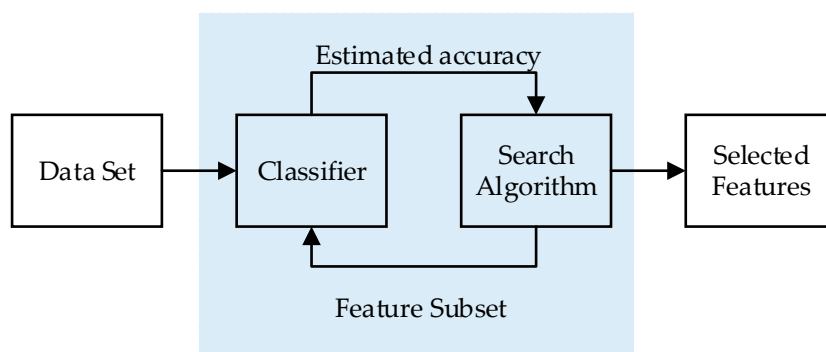 Estimated accuracy
Data Set
Classifier
Search
Algorithm
Selected
Features
Feature Subset